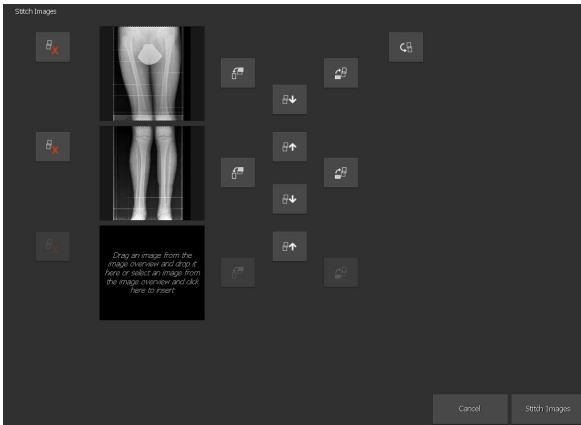 Stitch Images
Drag an image from the
image overview and drop it
here or select an image from
the image overview and click
here to insert
Cancel
Stitch Images